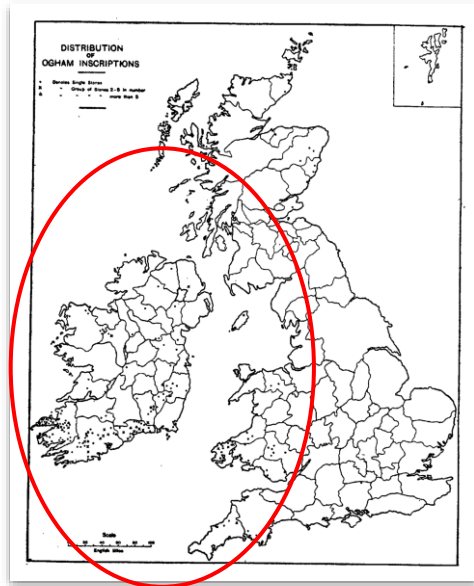 DISTRIBUTION
OF
OGHAM INSCRIPTIONS
Denotes Single Stones
" Group of Stones 2-5 in number
" " " " more than 5
Scale
English Miles